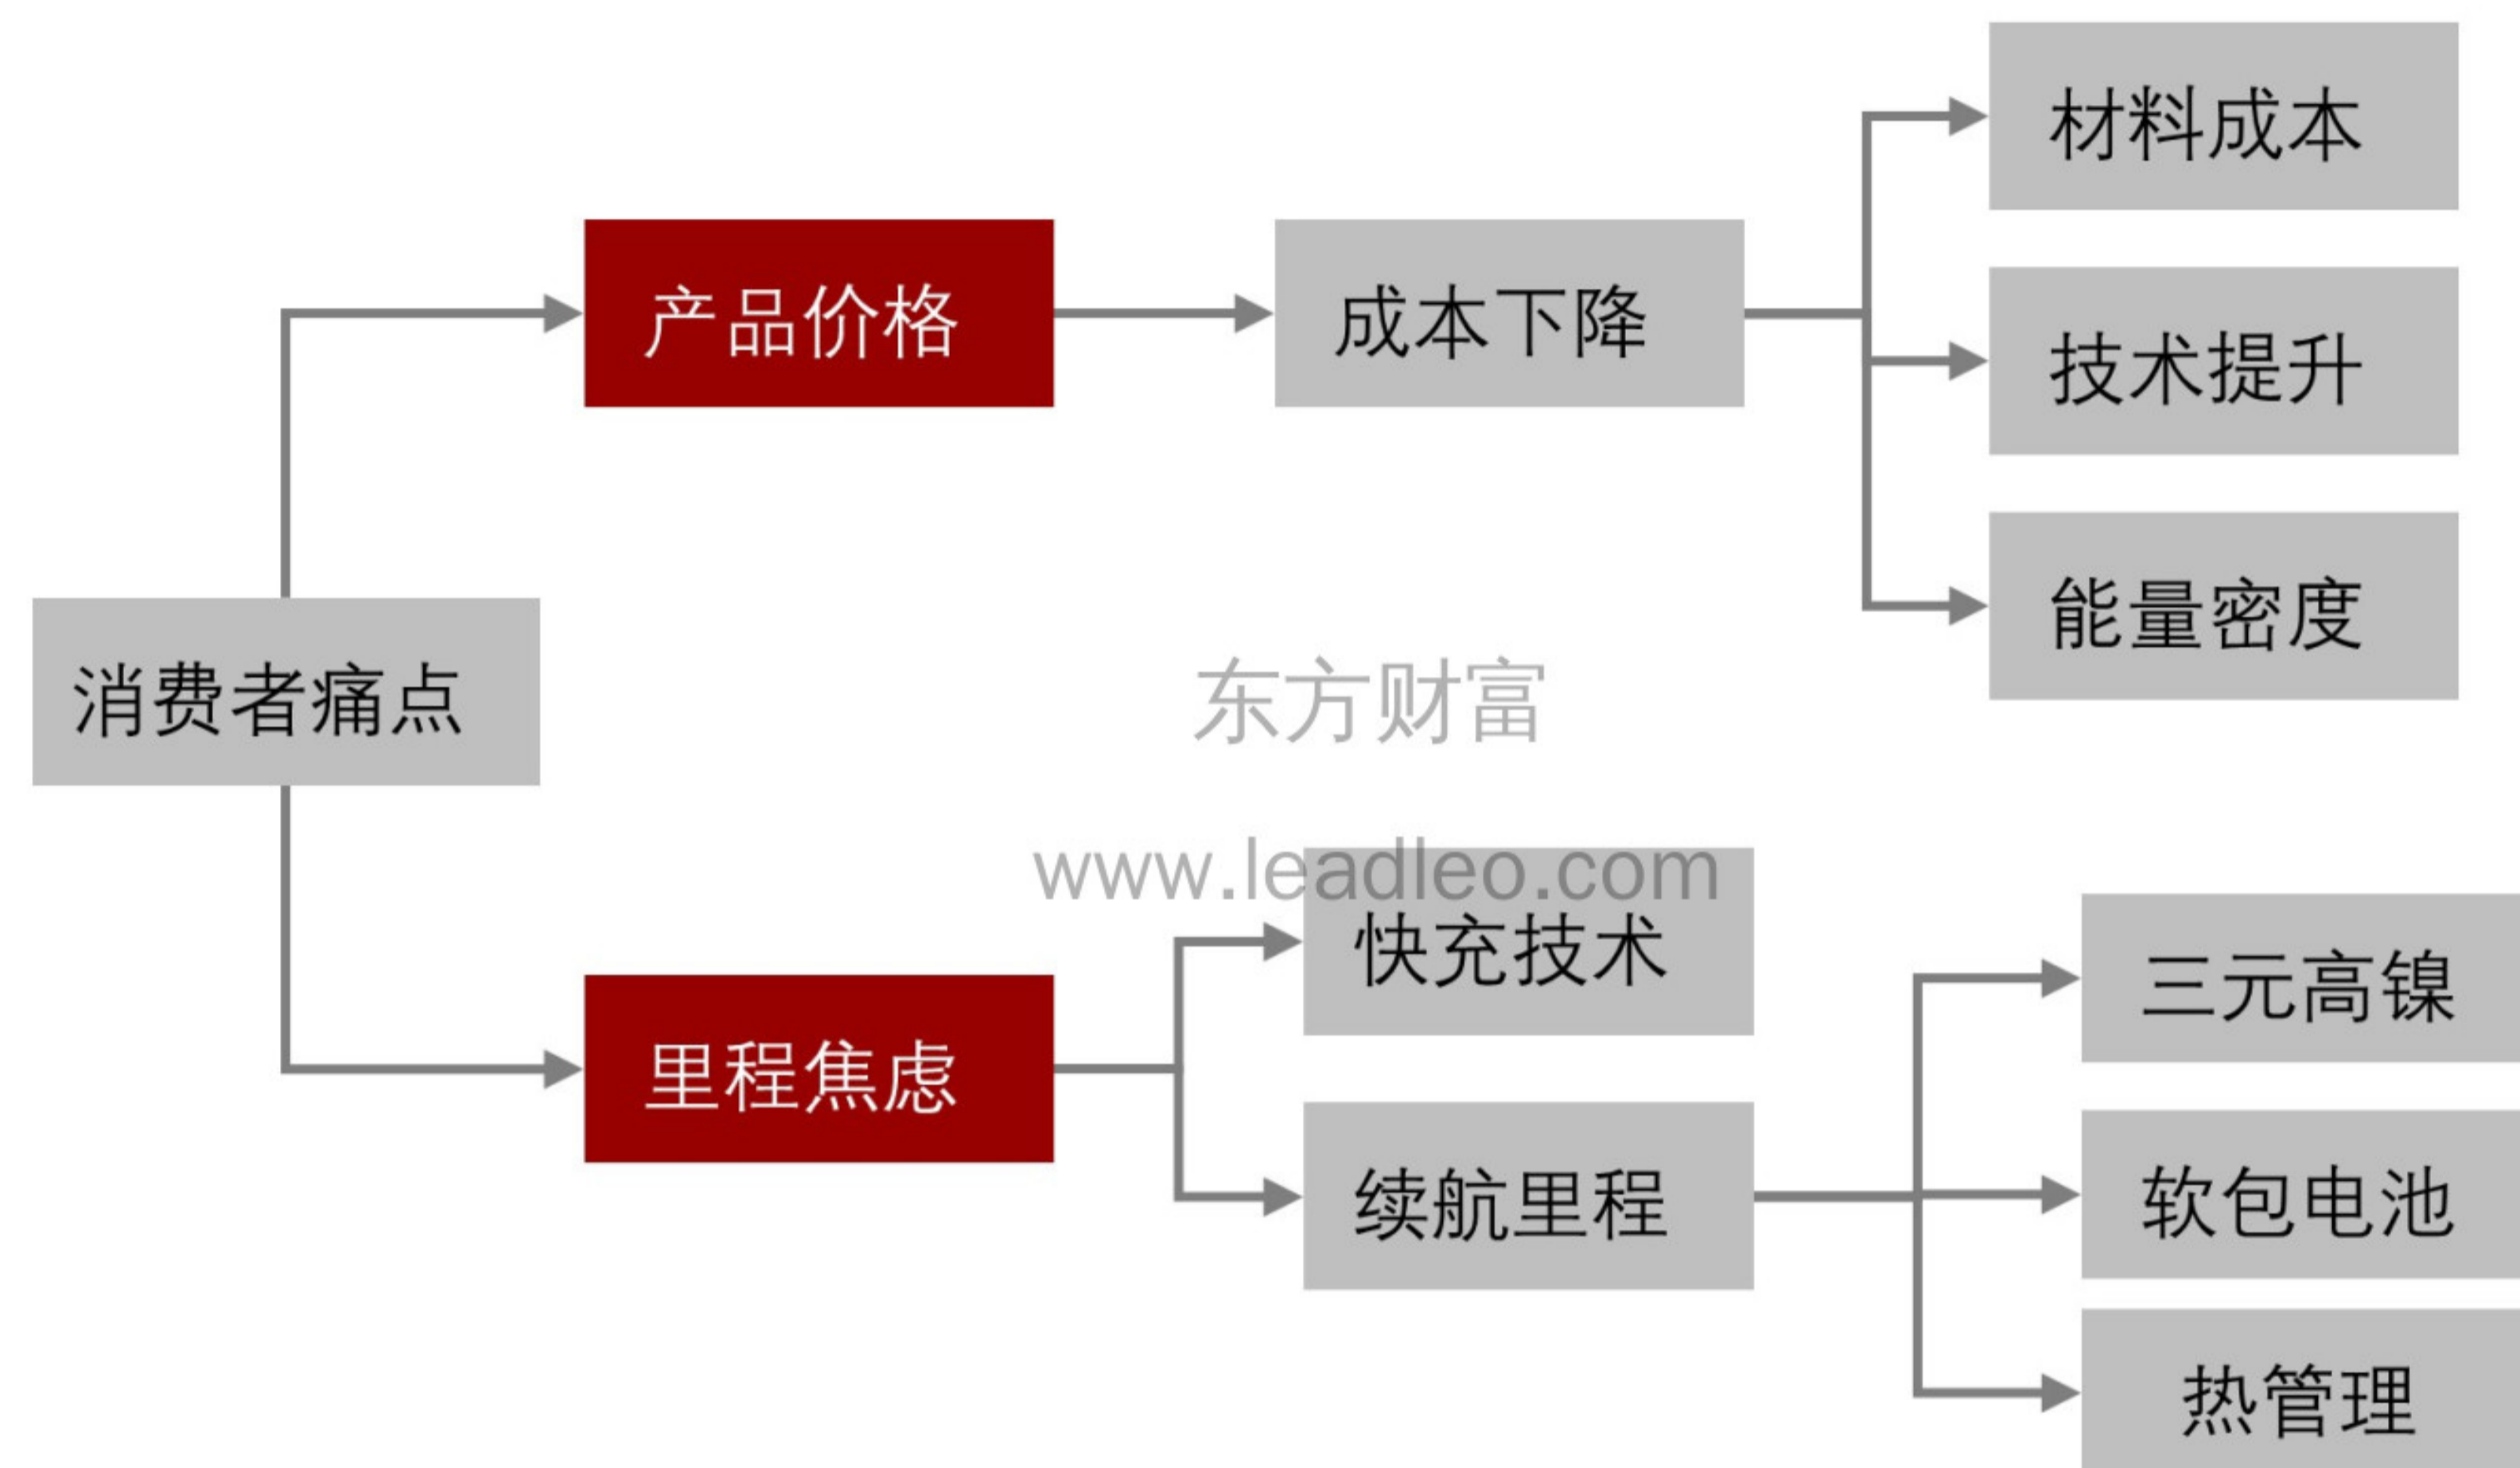 材料成本
产品价格
成本下降
技术提升
能量密度
消费者痛点
东方财富
www.leadleo.com
快充技术
三元高镍
里程焦虑
续航里程
软包电池
热管理